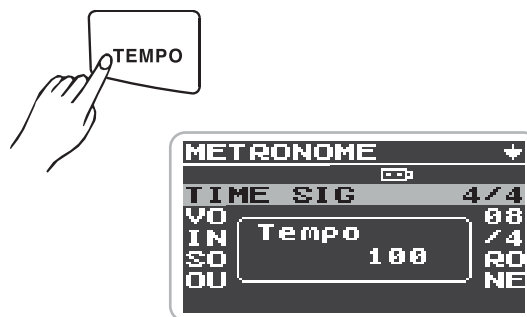 TEMPO
METRONOME
TIME SIG 4/4
VO 08
Tempo
IN /4
100
SO RO
OU NE